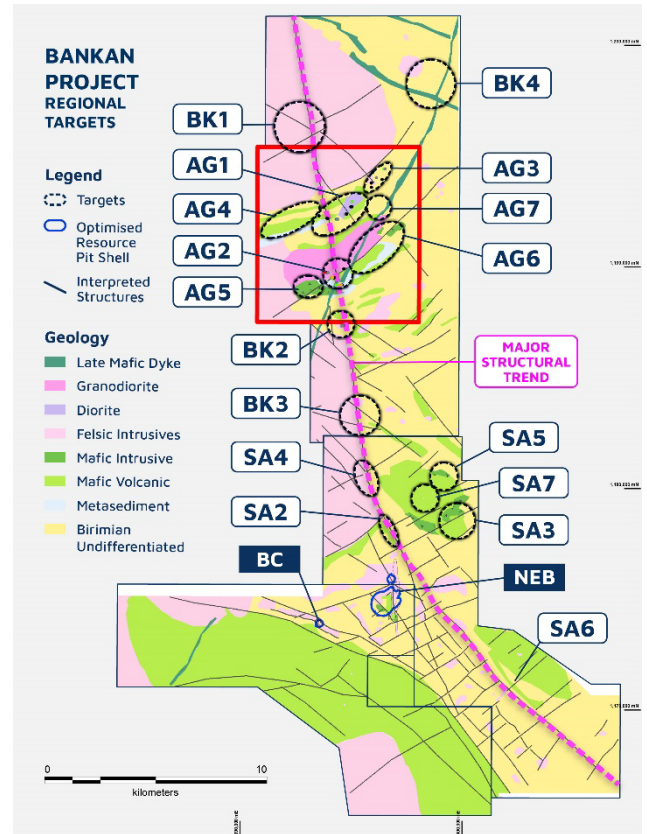 BANKAN
PROJECT
REGIONAL
TARGETS
Legend
Targets
Optimised
Resource
Pit Shell
Interpreted
Structures
Geology
Late Mafic Dyke
Granodiorite
Diorite
Felsic Intrusives
Mafic Intrusive
Mafic Volcanic
Metasediment
Birimian
Undifferentiated
BK4
BK1
AG1
AG3
AG4
AG7
AG2
AG6
AG5
BK2
MAJOR
STRUCTURAL
TREND
BK3
SA5
SA4
SA7
SA2
SA3
BC
NEB
SA6
0
10
kilometers